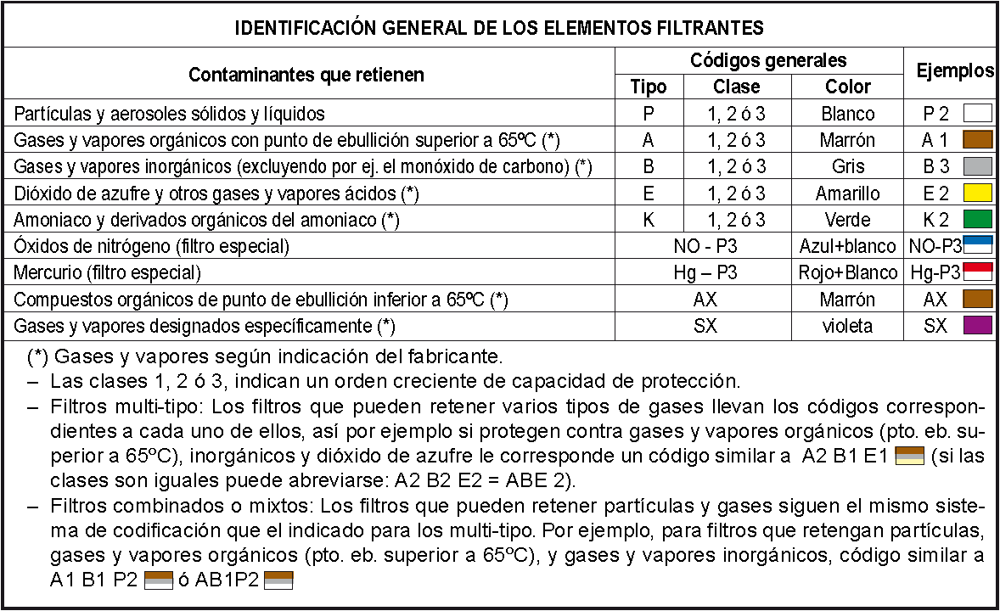 IDENTIFICACIÓN GENERAL DE LOS ELEMENTOS FILTRANTES
Contaminantes que retienen
Códigos generales
Ejemplos
Tipo Clase Color
Partículas y aerosoles sólidos y líquidos P 1, 2 ó 3 Blanco P 2
Gases y vapores orgánicos con punto de ebullición superior a 65ºC (*) A 1, 2 ó 3 Marrón A 1
Gases y vapores inorgánicos (excluyendo por ej. el monóxido de carbono) (*) B 1, 2 ó 3 Gris B 3
Dióxido de azufre y otros gases y vapores ácidos (*) E 1, 2 ó 3 Amarillo E 2
Amoniaco y derivados orgánicos del amoniaco (*) K 1, 2 ó 3 Verde K 2
Óxidos de nitrógeno (filtro especial) NO - P3 Azul+blanco NO-P3
Mercurio (filtro especial) Hg – P3 Rojo+Blanco Hg-P3
Compuestos orgánicos de punto de ebullición inferior a 65ºC (*) AX Marrón AX
Gases y vapores designados específicamente (*) SX violeta SX
(*) Gases y vapores según indicación del fabricante.
– Las clases 1, 2 ó 3, indican un orden creciente de capacidad de protección.
– Filtros multi-tipo: Los filtros que pueden retener varios tipos de gases llevan los códigos correspon-
dientes a cada uno de ellos, así por ejemplo si protegen contra gases y vapores orgánicos (pto. eb. su-
perior a 65ºC), inorgánicos y dióxido de azufre le corresponde un código similar a A2 B1 E1 (si las
clases son iguales puede abreviarse: A2 B2 E2 = ABE 2).
– Filtros combinados o mixtos: Los filtros que pueden retener partículas y gases siguen el mismo siste-
ma de codificación que el indicado para los multi-tipo. Por ejemplo, para filtros que retengan partículas,
gases y vapores orgánicos (pto. eb. superior a 65ºC), y gases y vapores inorgánicos, código similar a
A1 B1 P2 ó AB1P2